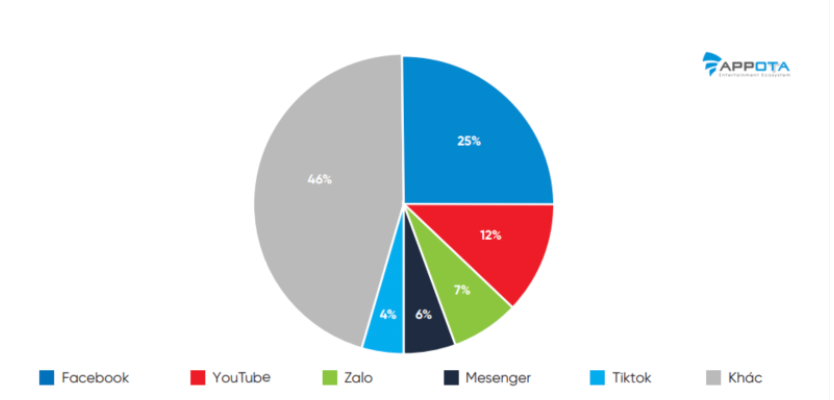 APPOTA
Entertainment Ecosystem
25%
46%
12%
7%
4%
6%
Facebook
YouTube
Zalo
Mesenger
Tiktok
Khác